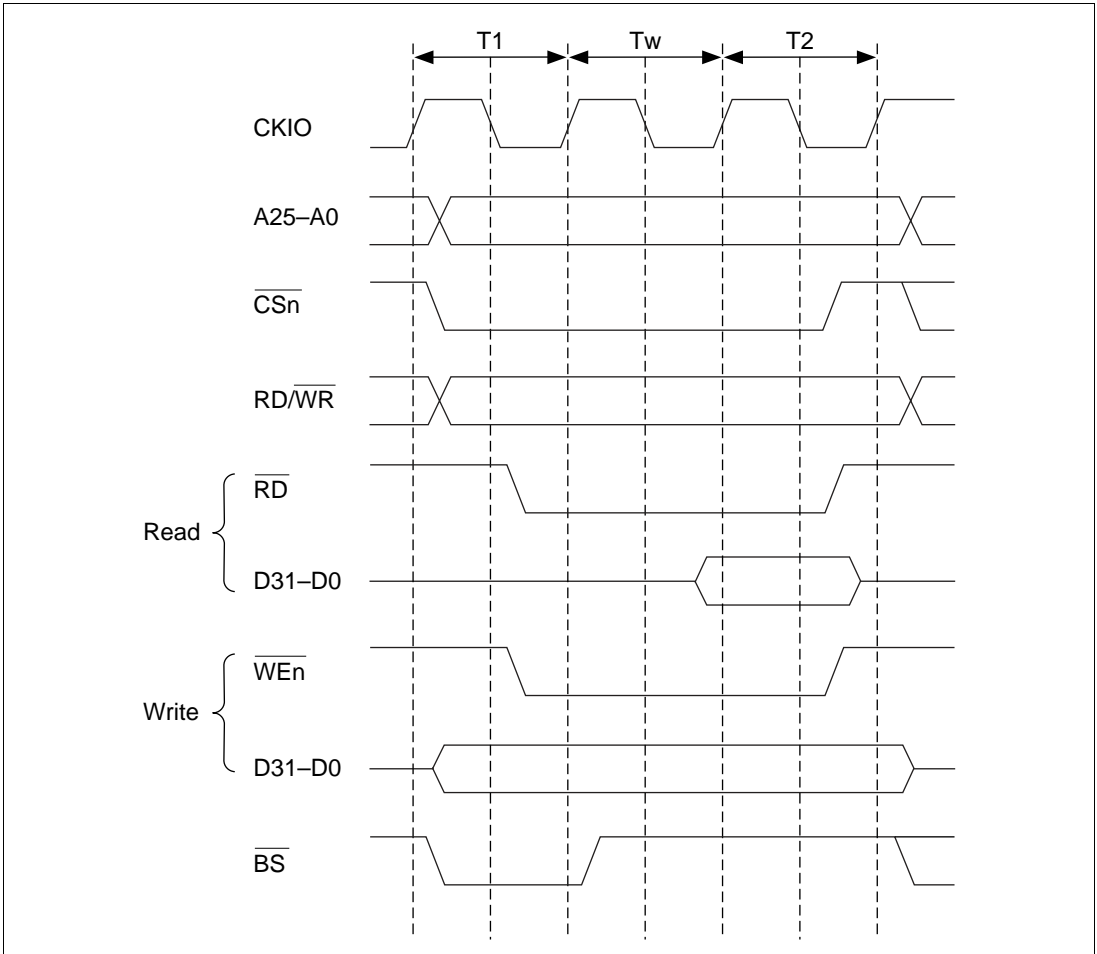 T1 Tw T2
CKIO
A25–A0
CSn
RD/WR
RD
Read
D31–D0
WEn
Write
D31–D0
BS